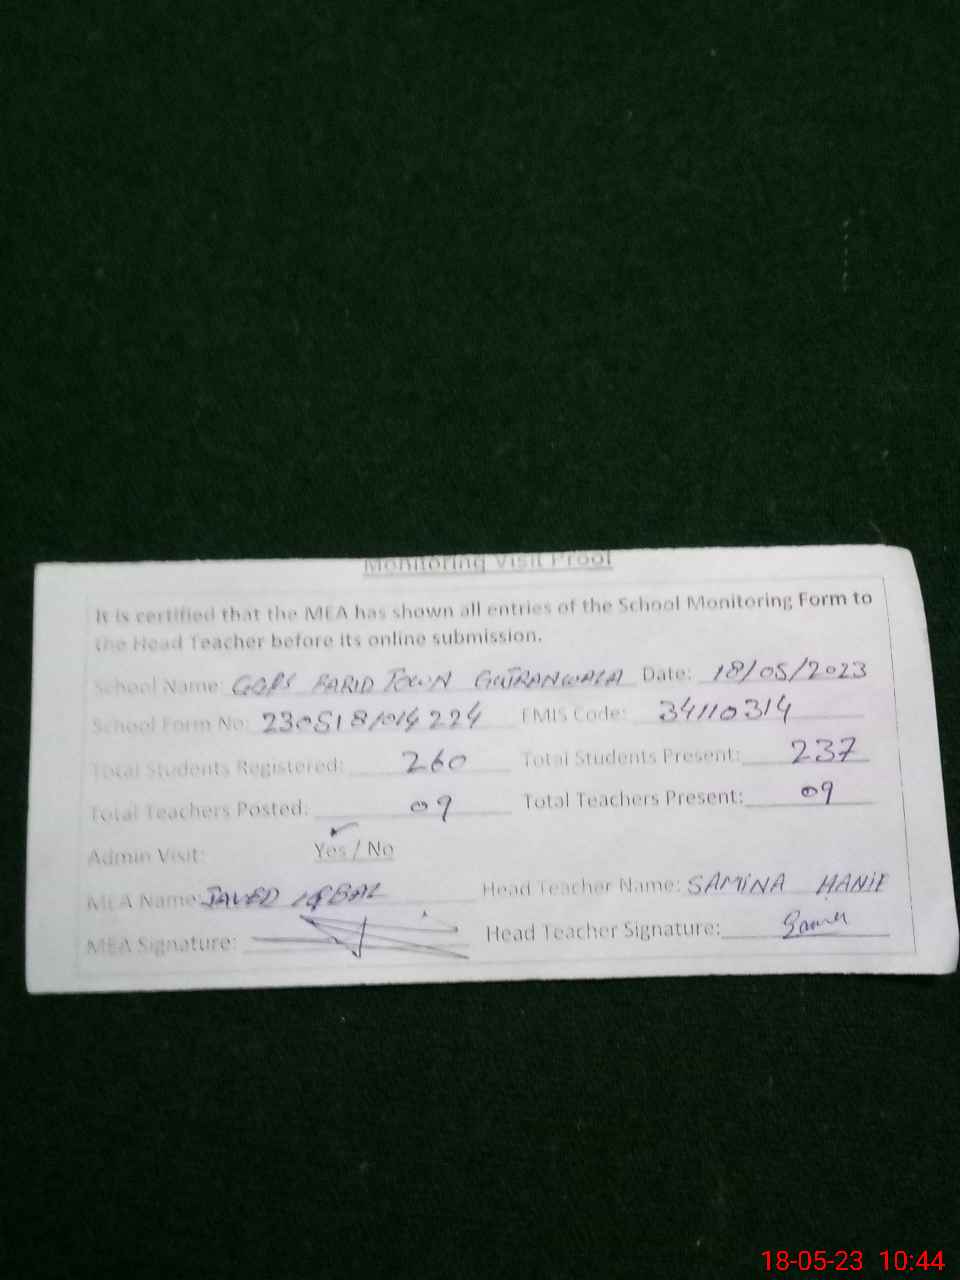 Monitoring Visit Proof
It is certified that the MEA has shown all entries of the School Monitoring Form to
the Head Teacher before its online submission.
School Name: GGPS FARID TOWN GUJRANWALA Date: 18/05/2023
School Form No: 230518 224 EMIS Code: 34110314
Total Students Registered: 260 Total Students Present: 237
Total Teachers Posted: 09 Total Teachers Present: 09
Admin Visit: Yes / No
MEA Name: JAVED IQBAL Head Teacher Name: SAMINA HANIF
MEA Signature: Head Teacher Signature:
18-05-23 10:44